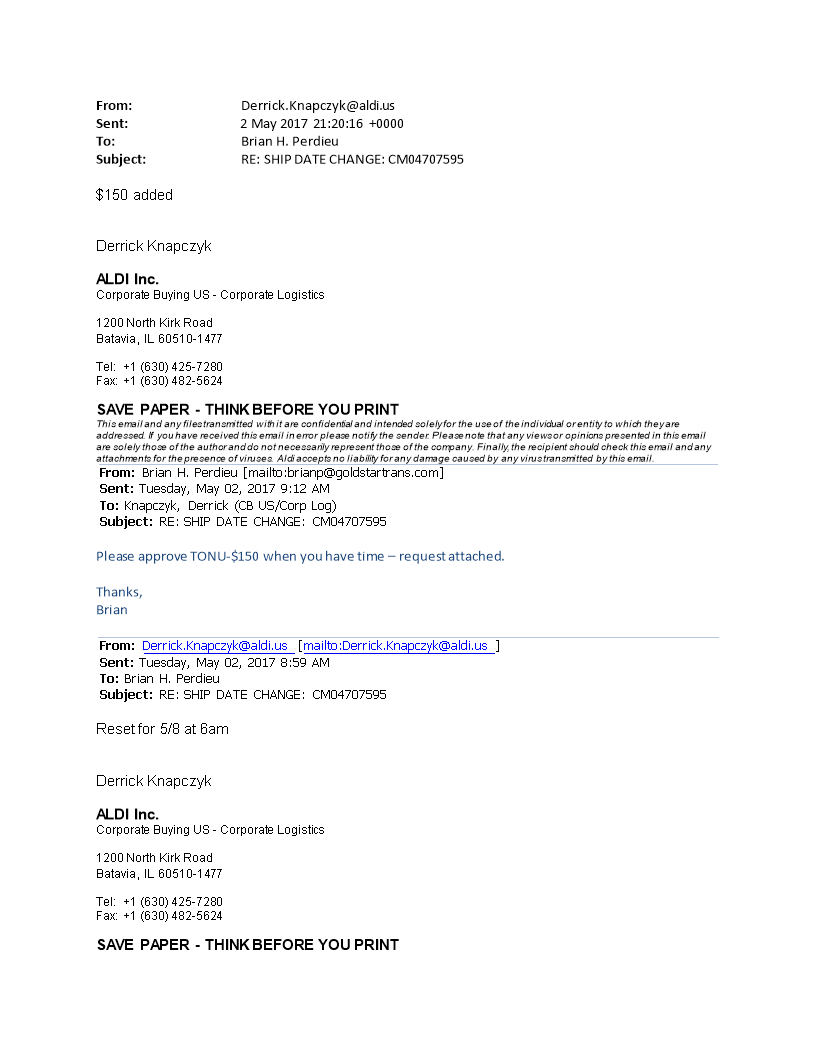 From: Derrick.Knapczyk@aldi.us
Sent: 2 May 2017 21:20:16 +0000
To: Brian H. Perdieu
Subject: RE: SHIP DATE CHANGE: CM04707595
$150 added
Derrick Knapczyk
ALDI Inc.
Corporate Buying US - Corporate Logistics
1200 North Kirk Road
Batavia, IL 60510-1477
Tel: +1 (630) 425-7280
Fax: +1 (630) 482-5624
SAVE PAPER - THINK BEFORE YOU PRINT
This email and any files transmitted with it are confidential and intended solely for the use of the individual or entity to which they are
addressed. If you have received this email in error please notify the sender. Please note that any views or opinions presented in this email
are solely those of the author and do not necessarily represent those of the company. Finally, the recipient should check this email and any
attachments for the presence of viruses. Aldi accepts no liability for any damage caused by any virus transmitted by this email.
From: Brian H. Perdieu [mailto:brianp@goldstartrans.com]
Sent: Tuesday, May 02, 2017 9:12 AM
To: Knapczyk, Derrick (CB US/Corp Log)
Subject: RE: SHIP DATE CHANGE: CM04707595
Please approve TONU-$150 when you have time – request attached.
Thanks,
Brian
From: Derrick.Knapczyk@aldi.us [mailto:Derrick.Knapczyk@aldi.us ]
Sent: Tuesday, May 02, 2017 8:59 AM
To: Brian H. Perdieu
Subject: RE: SHIP DATE CHANGE: CM04707595
Reset for 5/8 at 6am
Derrick Knapczyk
ALDI Inc.
Corporate Buying US - Corporate Logistics
1200 North Kirk Road
Batavia, IL 60510-1477
Tel: +1 (630) 425-7280
Fax: +1 (630) 482-5624
SAVE PAPER - THINK BEFORE YOU PRINT